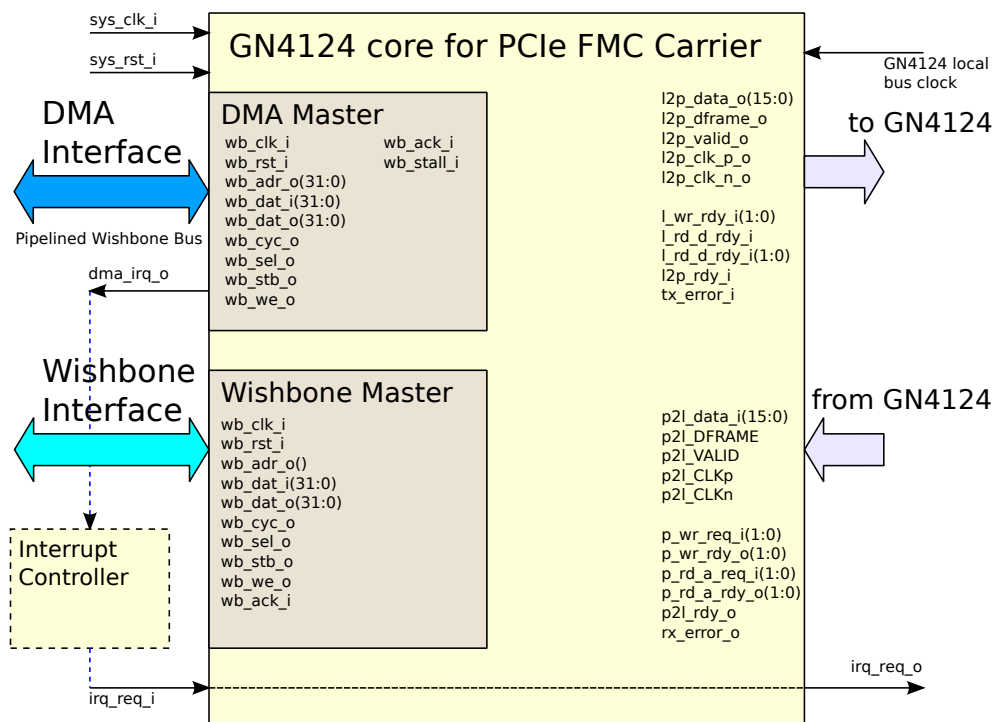 sys_clk_i
sys_rst_i
GN4124 core for PCIe FMC Carrier
GN4124 local
bus clock
DMA
Interface
Pipelined Wishbone Bus
dma_irq_o
DMA Master
wb_clk_i
wb_rst_i
wb_adr_o(31:0)
wb_dat_i(31:0)
wb_dat_o(31:0)
wb_cyc_o
wb_sel_o
wb_stb_o
wb_we_o
wb_ack_i
wb_stall_i
l2p_data_o(15:0)
l2p_dframe_o
l2p_valid_o
l2p_clk_p_o
l2p_clk_n_o
l_wr_rdy_i(1:0)
l_rd_d_rdy_i
l_rd_d_rdy_i(1:0)
l2p_rdy_i
tx_error_i
to GN4124
Wishbone
Interface
Wishbone Master
wb_clk_i
wb_rst_i
wb_adr_o()
wb_dat_i(31:0)
wb_dat_o(31:0)
wb_cyc_o
wb_sel_o
wb_stb_o
wb_we_o
wb_ack_i
from GN4124
p2l_data_i(15:0)
p2l_DFRAME
p2l_VALID
p2l_CLKp
p2l_CLKn
p_wr_req_i(1:0)
p_wr_rdy_o(1:0)
p_rd_a_req_i(1:0)
p_rd_a_rdy_o(1:0)
p2l_rdy_o
rx_error_o
Interrupt
Controller
irq_req_i
irq_req_o